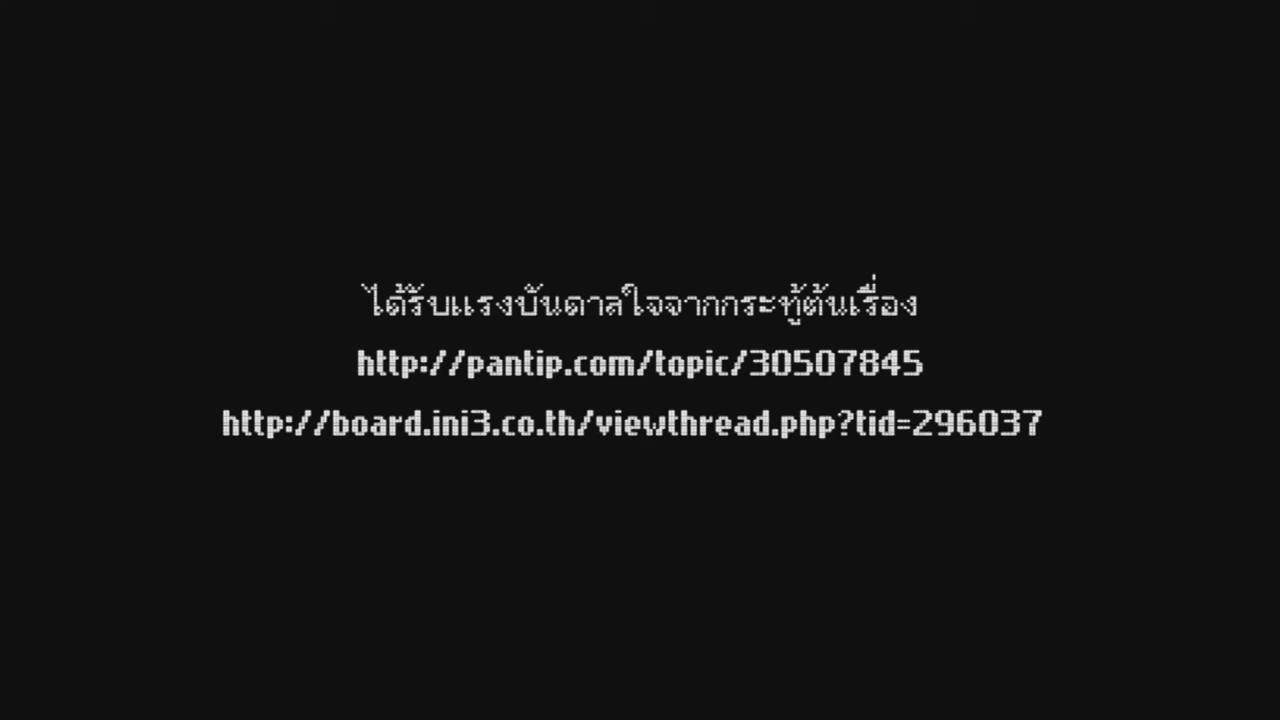 ได้รับแรงบันดาลใจจากกระทู้ต้นเรื่อง
http://pantip.com/topic/30507845
http://board.ini3.co.th/viewthread.php?tid=296037